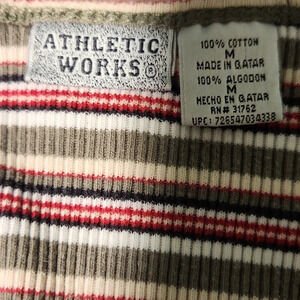 ATHLETIC
WORKS®
100% COTTON
M
MADE IN QATAR
100% ALGODON
M
HECHO EN QATAR
RN# 31762
UPC: 726547034338